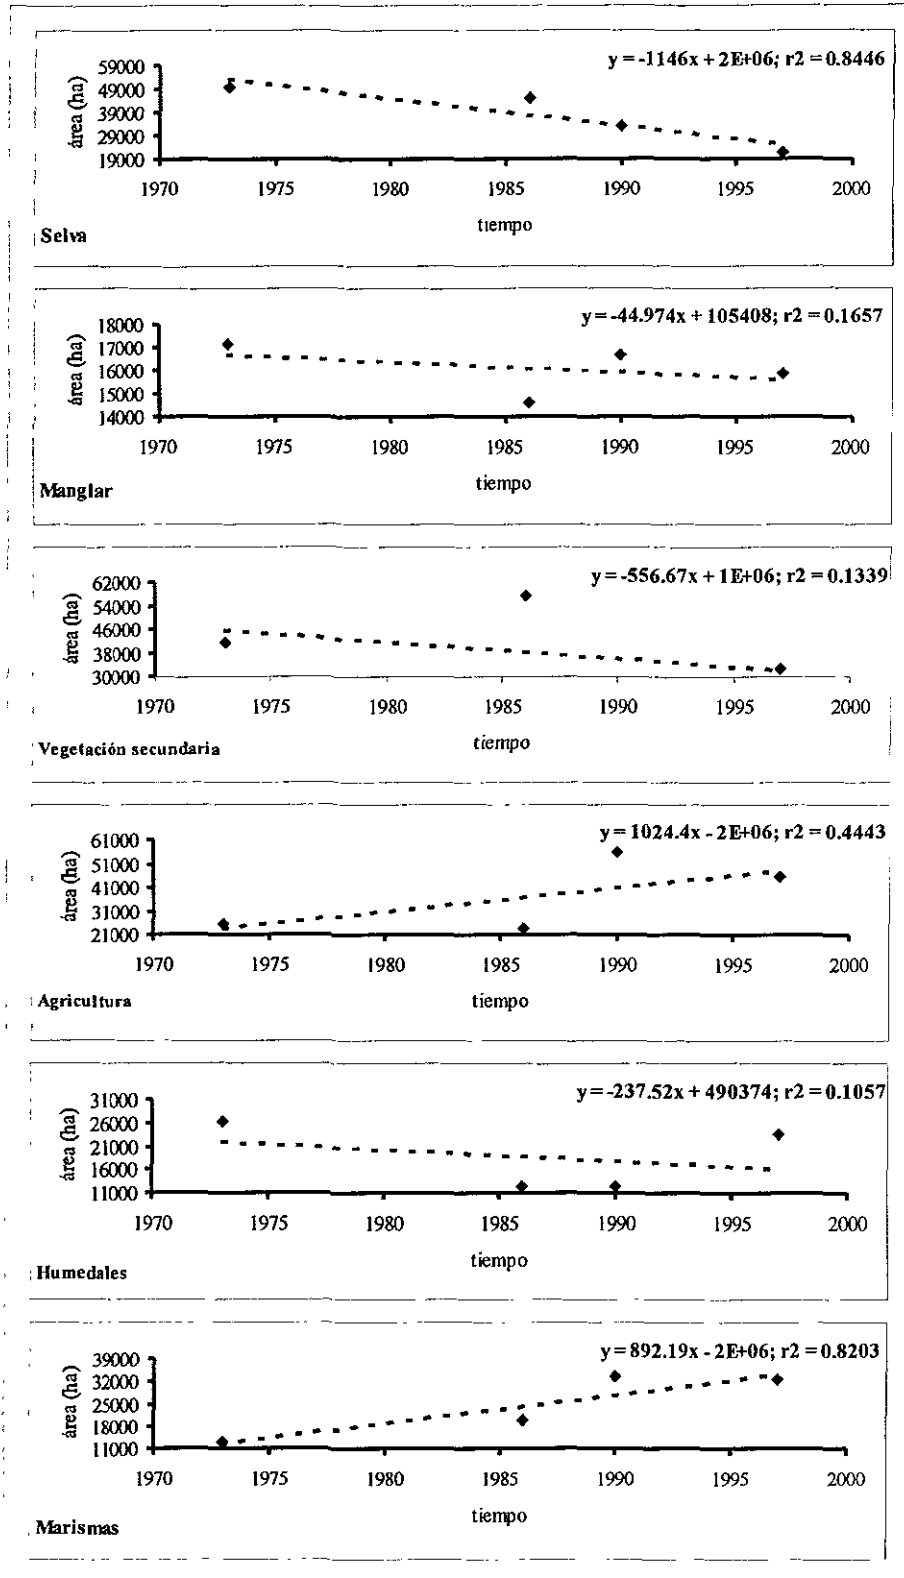 y = -1146x + 2E+06; r2 = 0.8446
área (ha)
59000
49000
39000
29000
19000
1970 1975 1980 1985 1990 1995 2000
tiempo
Selva
y = -44.974x + 105408; r2 = 0.1657
área (ha)
18000
17000
16000
15000
14000
1970 1975 1980 1985 1990 1995 2000
tiempo
Manglar
y = -556.67x + 1E+06; r2 = 0.1339
área (ha)
62000
54000
46000
38000
30000
1970 1975 1980 1985 1990 1995 2000
tiempo
Vegetación secundaria
y = 1024.4x - 2E+06; r2 = 0.4443
área (ha)
61000
51000
41000
31000
21000
1970 1975 1980 1985 1990 1995 2000
tiempo
Agricultura
y = -237.52x + 490374; r2 = 0.1057
área (ha)
31000
26000
21000
16000
11000
1970 1975 1980 1985 1990 1995 2000
tiempo
Humedales
y = 892.19x - 2E+06; r2 = 0.8203
área (ha)
39000
32000
25000
18000
11000
1970 1975 1980 1985 1990 1995 2000
tiempo
Marismas